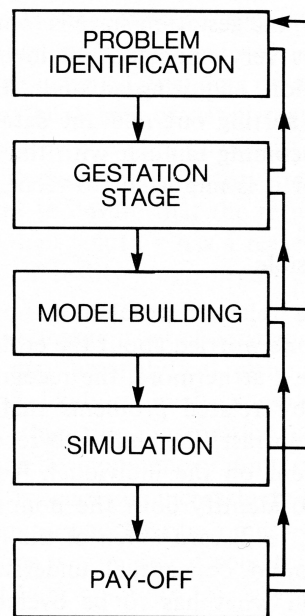 PROBLEM
IDENTIFICATION
GESTATION
STAGE
MODEL BUILDING
SIMULATION
PAY-OFF